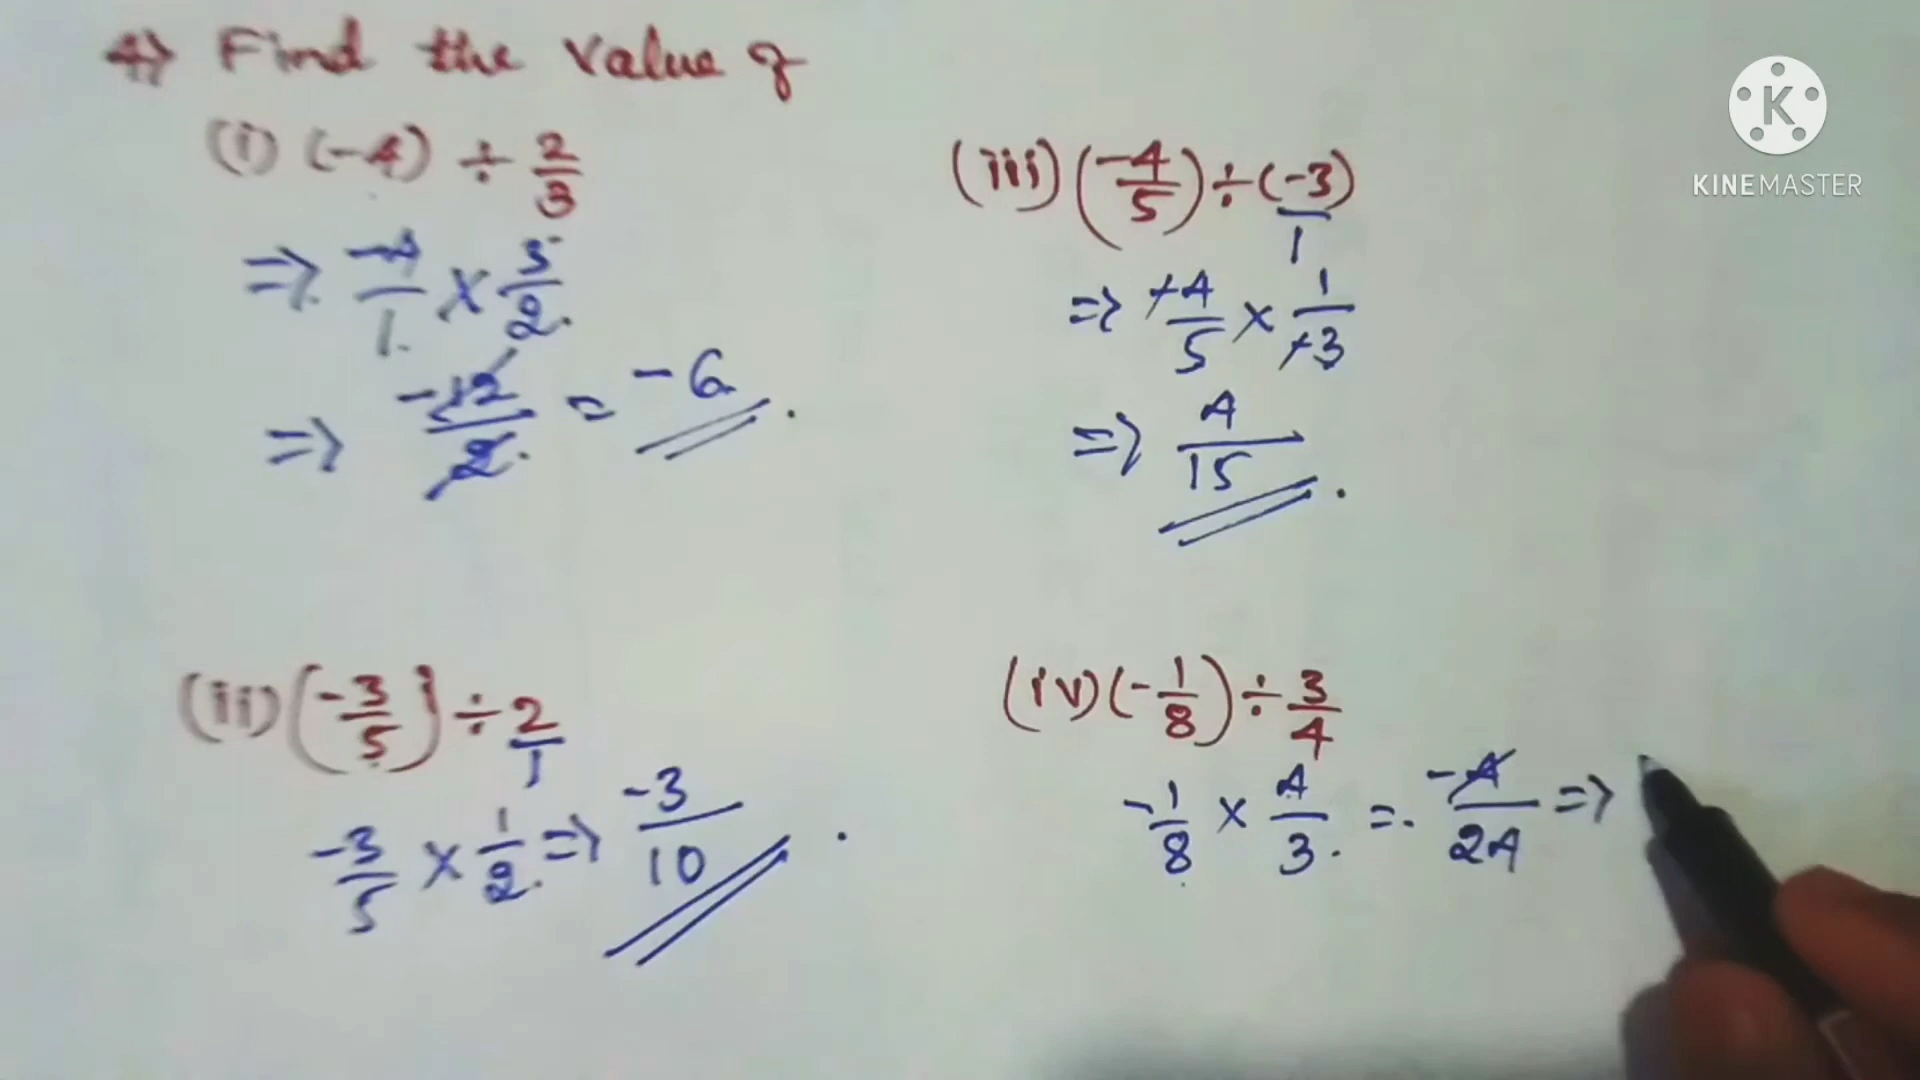 4) Find the value of
(i) (-4) ÷ 2/3
=> -4/1 × 3/2
=> -12/2 = -6.
(ii) (-3/5) ÷ 2/1
-3/5 × 1/2 => -3/10.
(iii) (-4/5) ÷ (-3)/1
=> -4/5 × 1/-3
=> 4/15.
(iv) (-1/8) ÷ 3/4
-1/8 × 4/3 = -4/24 =>
K
KINEMASTER